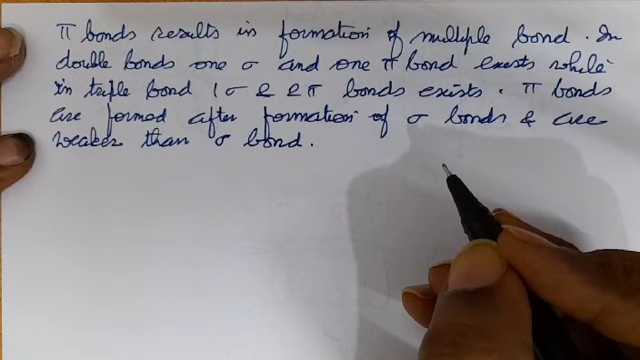 π bonds results in formation of multiple bond. In
double bonds one σ and one π bond exists while
in triple bond 1σ & 2π bonds exists. π bonds
are formed after formation of σ bonds & are
weaker than σ bond.